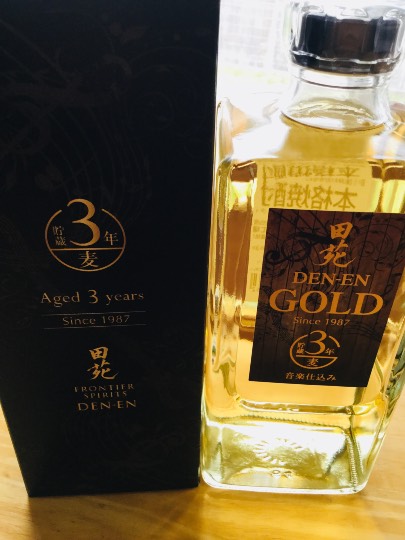 貯蔵
3
年
麦
Aged 3 years
Since 1987
田苑
FRONTIER
SPIRITS
DEN-EN
本格焼酎
田苑
DEN-EN
GOLD
Since 1987
貯蔵
3
年
麦
音楽仕込み